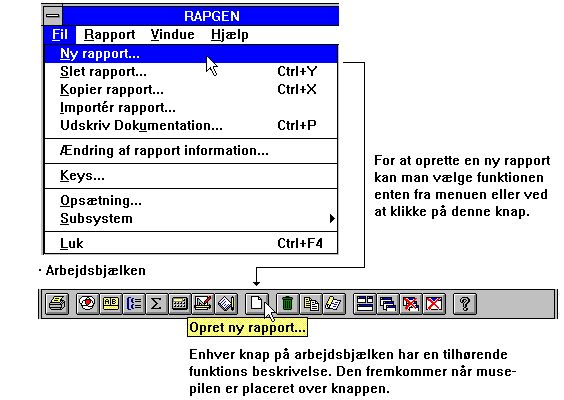 RAPGEN
Fil Rapport Vindue Hjælp
Ny rapport...
Slet rapport... Ctrl+Y
Kopier rapport... Ctrl+X
Importér rapport...
Udskriv Dokumentation... Ctrl+P
Ændring af rapport information...
Keys...
Opsætning...
Subsystem
Luk Ctrl+F4
For at oprette en ny rapport
kan man vælge funktionen
enten fra menuen eller ved
at klikke på denne knap.
· Arbejdsbjælken
Opret ny rapport...
Enhver knap på arbejdsbjælken har en tilhørende
funktions beskrivelse. Den fremkommer når muse-
pilen er placeret over knappen.